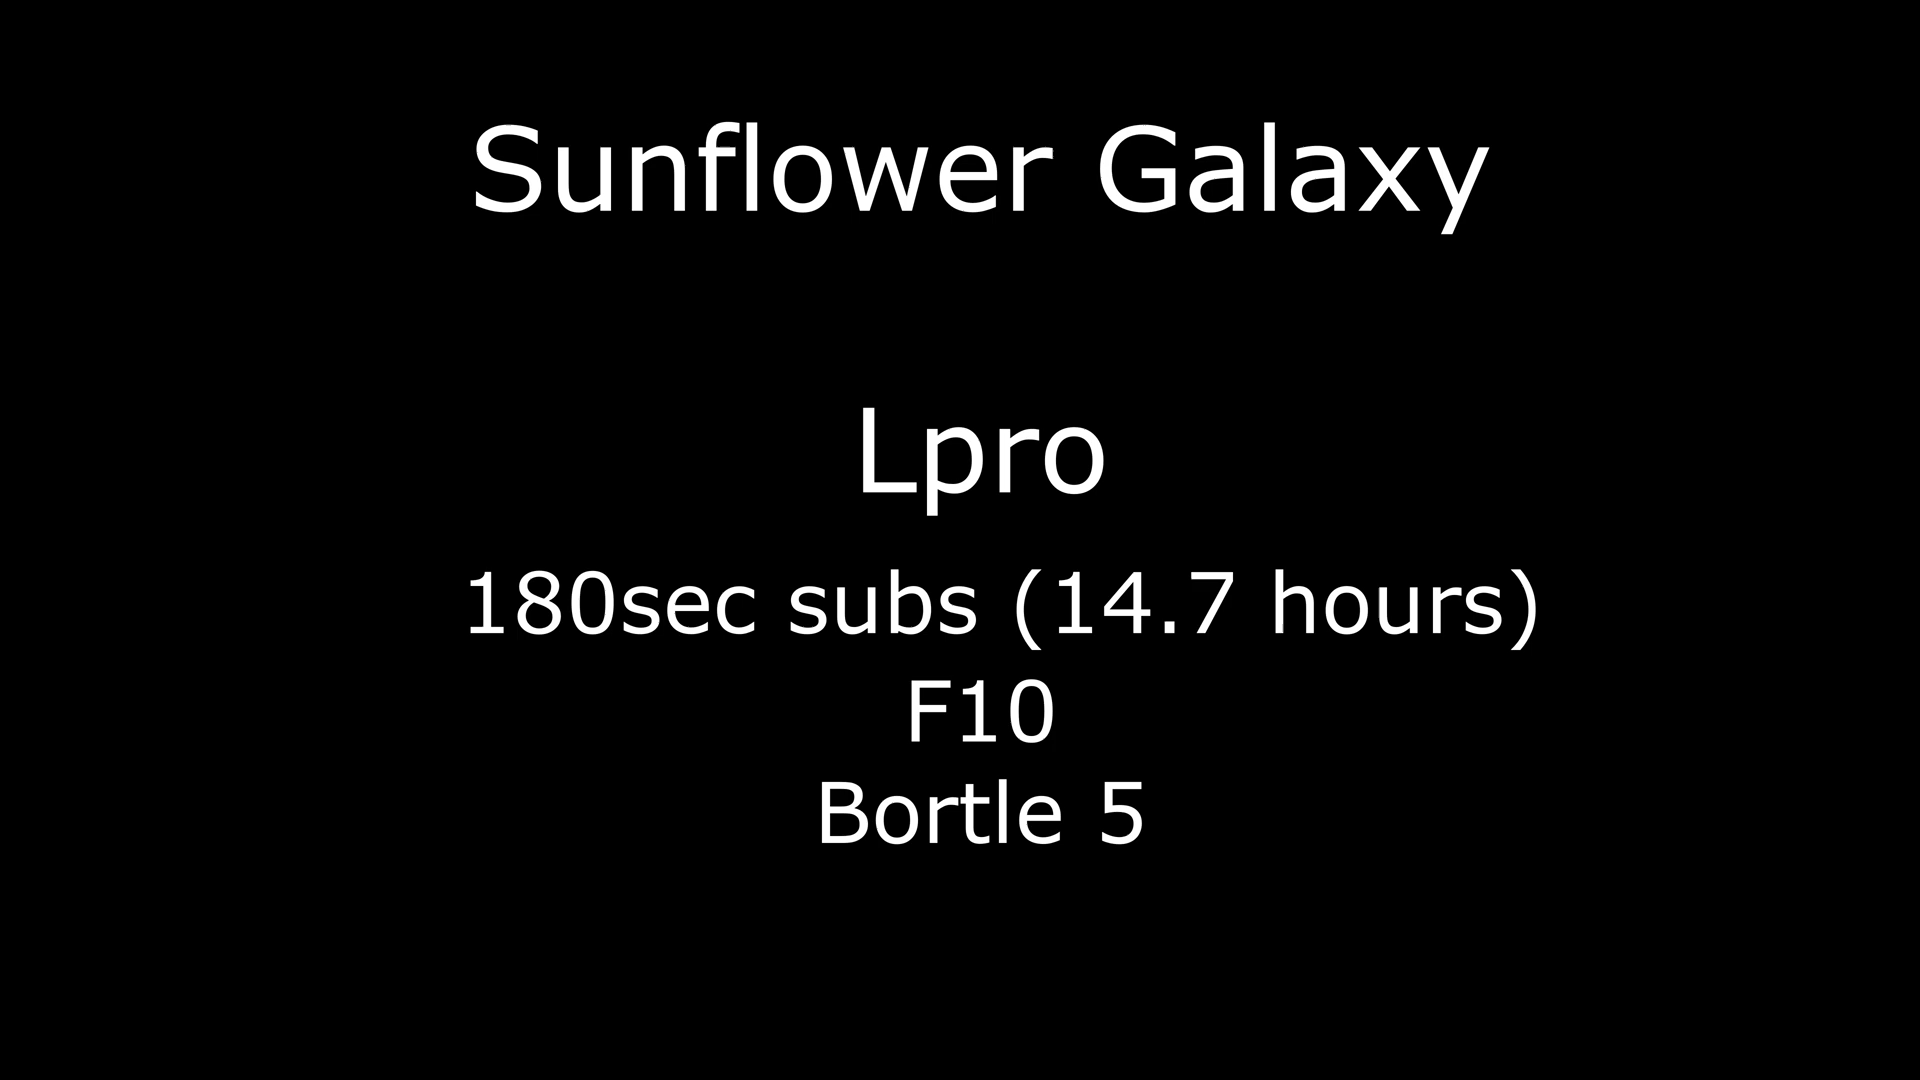 Sunflower Galaxy
Lpro
180sec subs (14.7 hours)
F10
Bortle 5